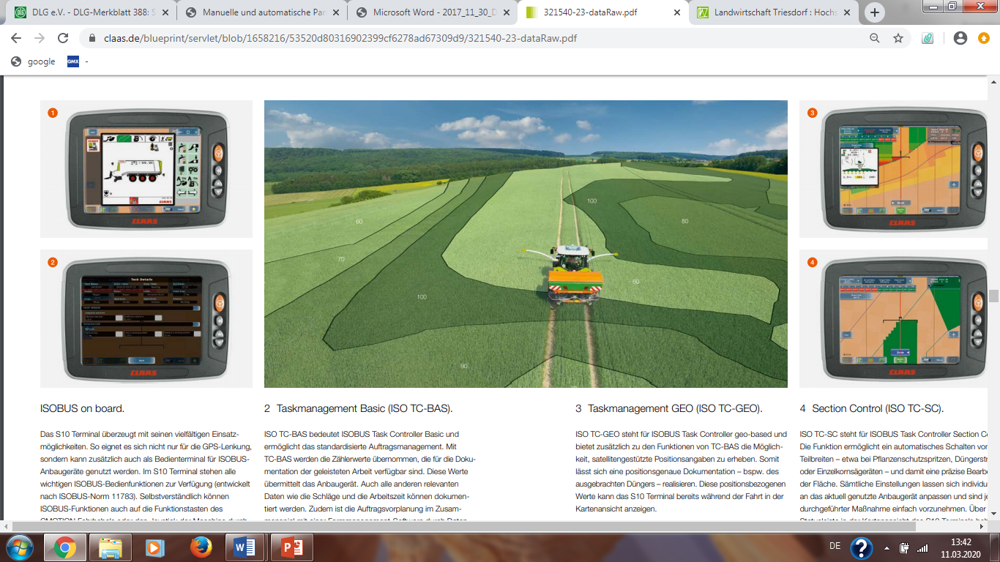 DLG e.V. - DLG-Merkblatt 388: S
Manuelle und automatische Par
Microsoft Word - 2017_11_30_D
321540-23-dataRaw.pdf
Landwirtschaft Triesdorf : Hochs
claas.de/blueprint/servlet/blob/1658216/53520d80316902399cf6278ad67309d9/321540-23-dataRaw.pdf
google
GMX
-
1
CLAAS
2
Task Details
CLAAS
60
70
100
100
80
60
90
3
CLAAS
4
CLAAS
ISOBUS on board.
Das S10 Terminal überzeugt mit seinen vielfältigen Einsatz-
möglichkeiten. So eignet es sich nicht nur für die GPS-Lenkung,
sondern kann zusätzlich auch als Bedienterminal für ISOBUS-
Anbaugeräte genutzt werden. Im S10 Terminal stehen alle
wichtigen ISOBUS-Bedienfunktionen zur Verfügung (entwickelt
nach ISOBUS-Norm 11783). Selbstverständlich können
ISOBUS-Funktionen auch auf die Funktionstasten des
2 Taskmanagement Basic (ISO TC-BAS).
ISO TC-BAS bedeutet ISOBUS Task Controller Basic und
ermöglicht das standardisierte Auftragsmanagement. Mit
TC-BAS werden die Zählerwerte übernommen, die für die Doku-
mentation der geleisteten Arbeit verfügbar sind. Diese Werte
übermittelt das Anbaugerät. Auch alle anderen relevanten
Daten wie die Schläge und die Arbeitszeit können dokumen-
tiert werden. Zudem ist die Auftragsvorplanung im Zusam-
3 Taskmanagement GEO (ISO TC-GEO).
ISO TC-GEO steht für ISOBUS Task Controller geo-based und
bietet zusätzlich zu den Funktionen von TC-BAS die Möglich-
keit, satellitengestützte Positionsangaben zu erheben. Somit
lässt sich eine positionsgenaue Dokumentation – bspw. des
ausgebrachten Düngers – realisieren. Diese positionsbezogenen
Werte kann das S10 Terminal bereits während der Fahrt in der
Kartenansicht anzeigen.
4 Section Control (ISO TC-SC).
ISO TC-SC steht für ISOBUS Task Controller Section Co
Die Funktion ermöglicht ein automatisches Schalten vor
Teilbreiten – etwa bei Pflanzenschutzspritzen, Düngerstr
oder Einzelkornsägeräten – und damit eine präzise Bearbe
der Fläche. Sämtliche Einstellungen lassen sich individu
an das aktuell genutzte Anbaugerät anpassen und sind je
durchgeführter Maßnahme einfach vorzunehmen. Über
DE
13:42
11.03.2020